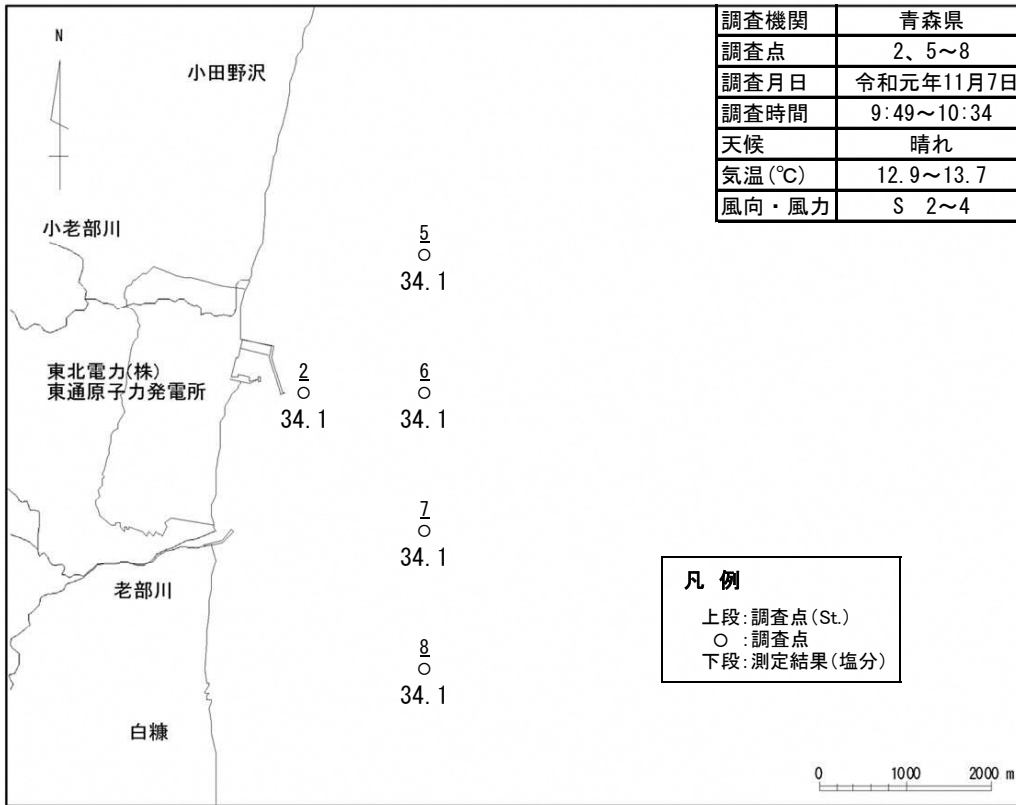 調査機関 青森県
調査点 2、5～8
調査月日 令和元年11月7日
調査時間 9:49～10:34
天候 晴れ
気温(℃) 12.9～13.7
風向・風力 S 2～4
N
小田野沢
小老部川
5
34.1
東北電力(株)
東通原子力発電所
2
34.1
6
34.1
7
34.1
老部川
8
34.1
白糠
凡 例
上段:調査点(St.)
○ :調査点
下段:測定結果(塩分)
0 1000 2000 m